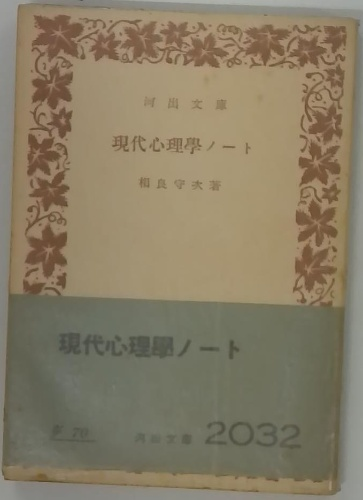 河出文庫
現代心理學ノート
相良守次著
現代心理學ノート
F 70 河出文庫 2032